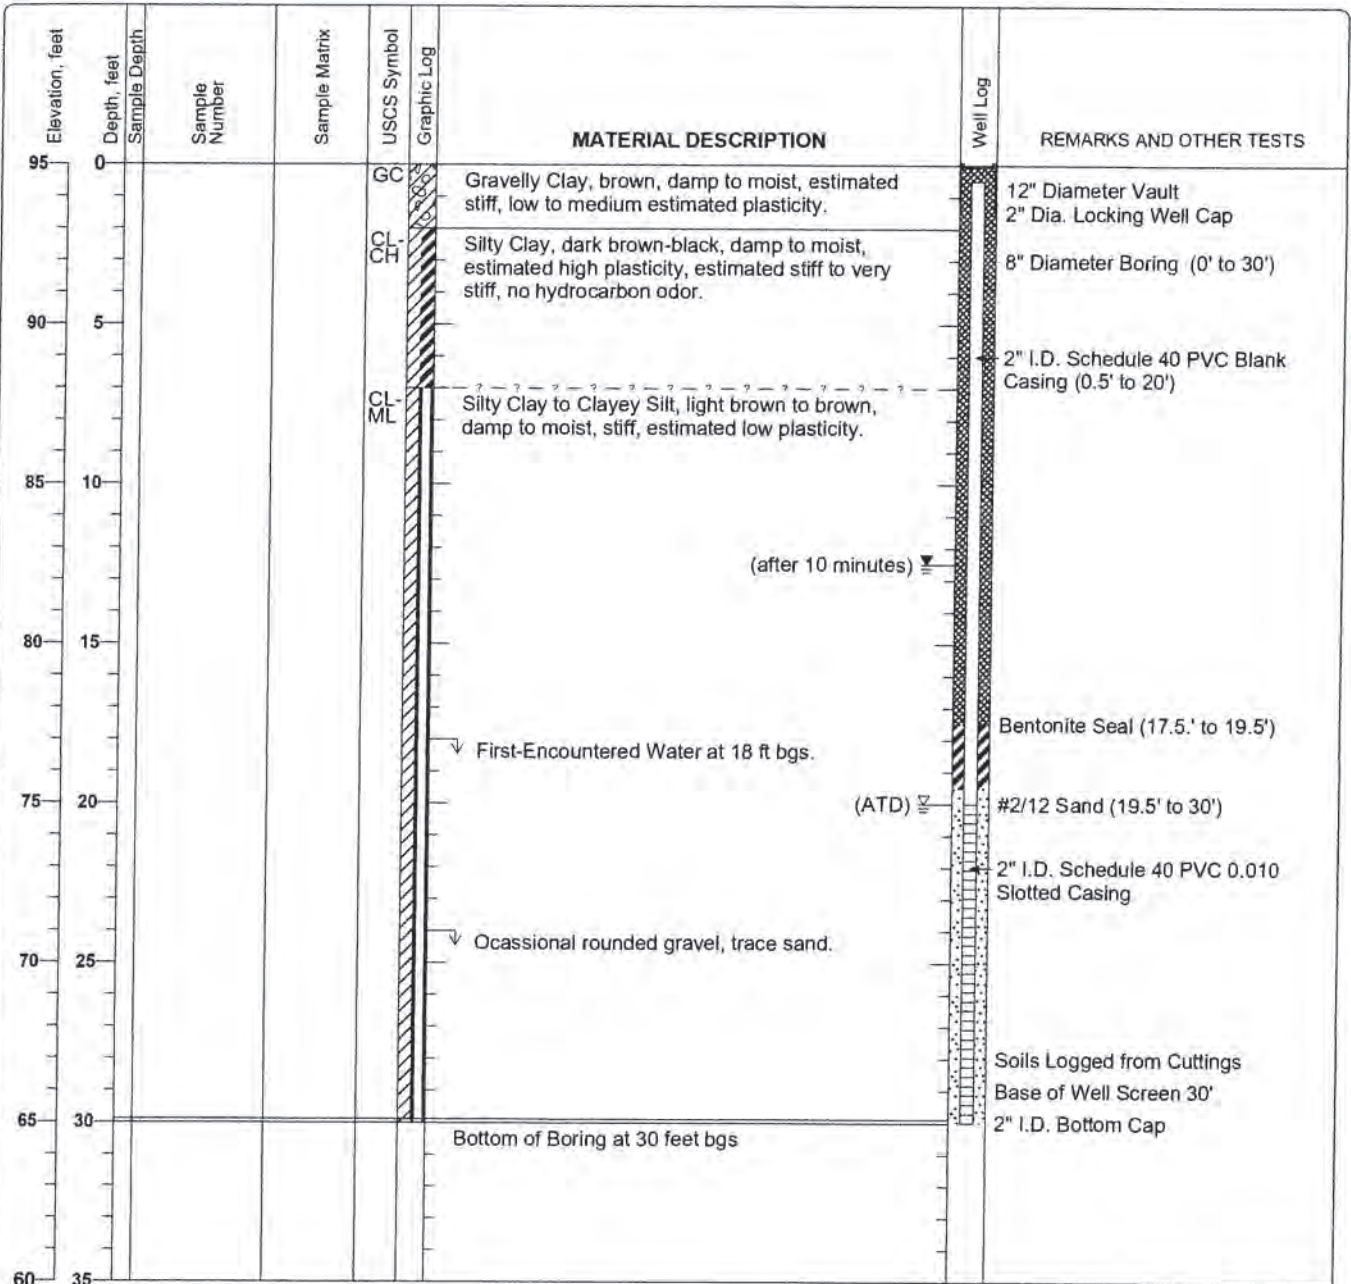 Elevation, feet
Depth, feet
Sample Depth
Sample
Number
Sample Matrix
USCS Symbol
Graphic Log
MATERIAL DESCRIPTION
Well Log
REMARKS AND OTHER TESTS
95 0
GC
Gravelly Clay, brown, damp to moist, estimated
stiff, low to medium estimated plasticity.
12" Diameter Vault
2" Dia. Locking Well Cap
CL-
CH
Silty Clay, dark brown-black, damp to moist,
estimated high plasticity, estimated stiff to very
stiff, no hydrocarbon odor.
8" Diameter Boring (0' to 30')
90 5
2" I.D. Schedule 40 PVC Blank
Casing (0.5' to 20')
? ? ? ? ? ? ? ? ? ? ? ?
CL-
ML
Silty Clay to Clayey Silt, light brown to brown,
damp to moist, stiff, estimated low plasticity.
85 10
(after 10 minutes)
80 15
Bentonite Seal (17.5.' to 19.5')
First-Encountered Water at 18 ft bgs.
75 20
(ATD)
#2/12 Sand (19.5' to 30')
2" I.D. Schedule 40 PVC 0.010
Slotted Casing
Ocassional rounded gravel, trace sand.
70 25
Soils Logged from Cuttings
Base of Well Screen 30'
65 30
2" I.D. Bottom Cap
Bottom of Boring at 30 feet bgs
60 35